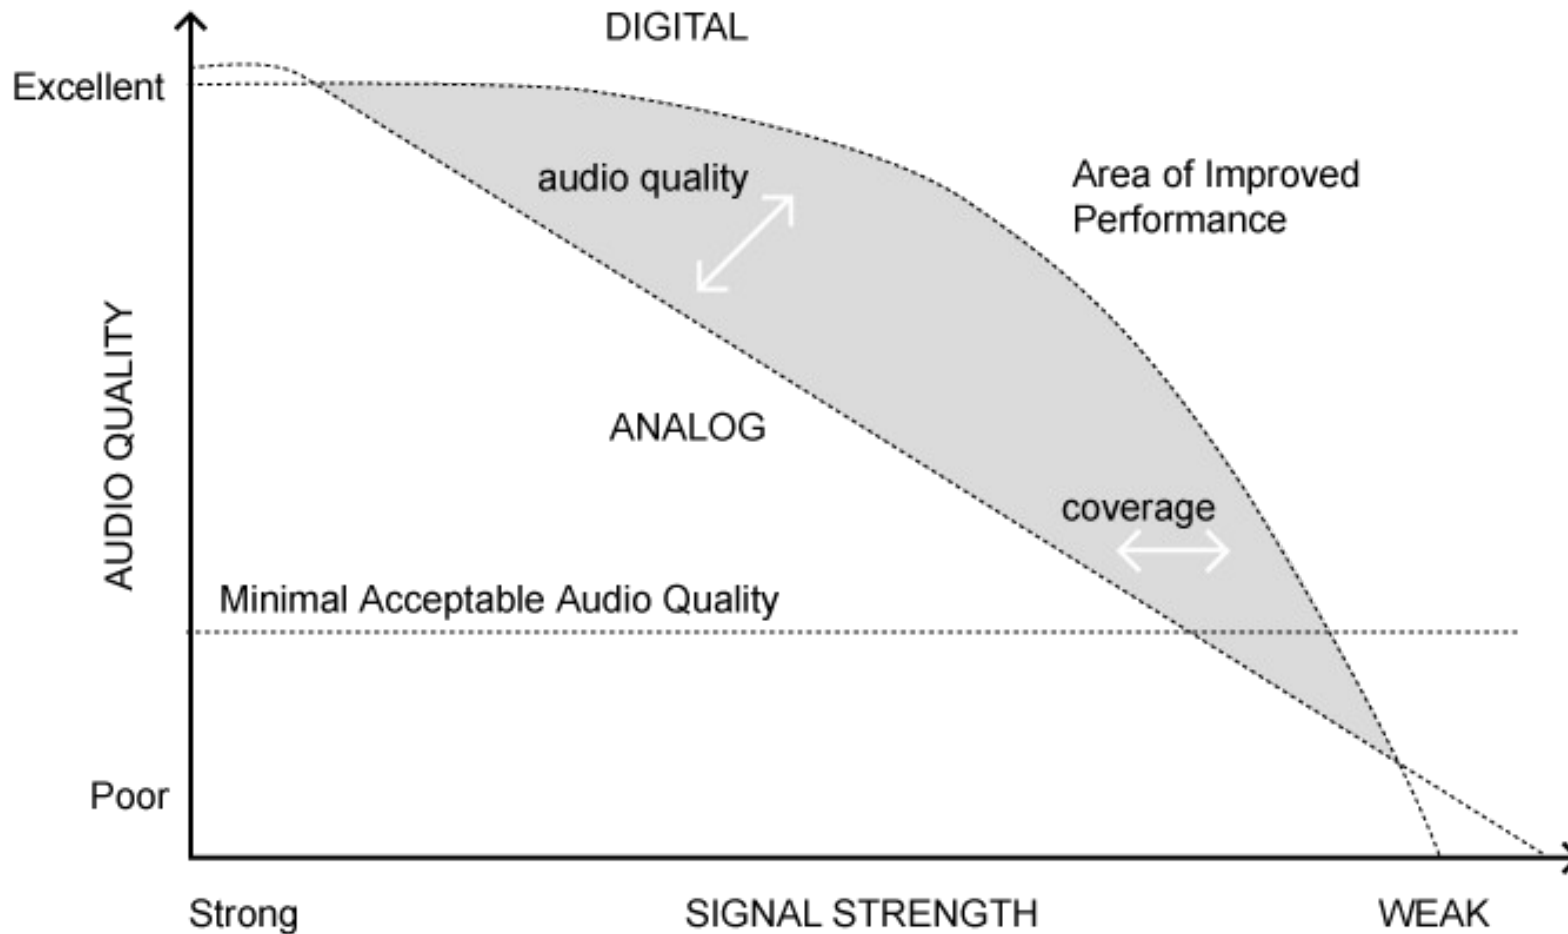 DIGITAL
Excellent
audio quality
Area of Improved
Performance
AUDIO QUALITY
ANALOG
coverage
Minimal Acceptable Audio Quality
Poor
Strong
SIGNAL STRENGTH
WEAK